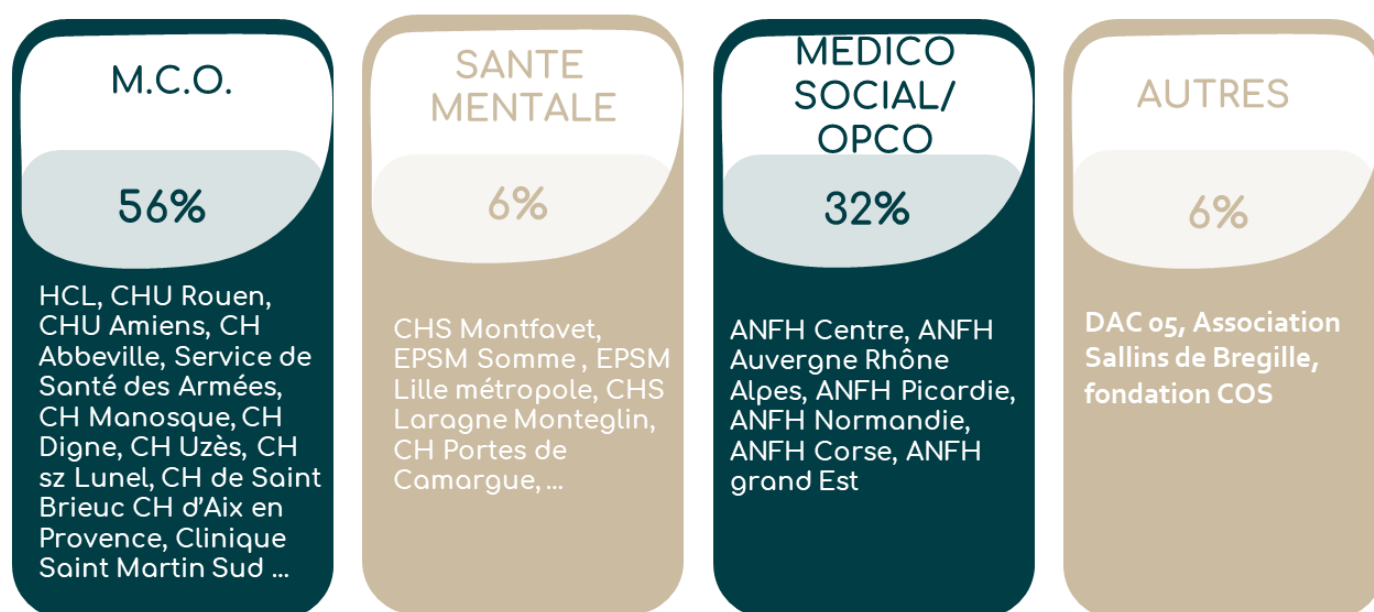 M.C.O.
56%
HCL, CHU Rouen,
CHU Amiens, CH
Abbeville, Service de
Santé des Armées,
CH Manosque, CH
Digne, CH Uzès, CH
sz Lunel, CH de Saint
Brieuc CH d'Aix en
Provence, Clinique
Saint Martin Sud ...
SANTE
MENTALE
6%
CHS Montfavet,
EPSM Somme , EPSM
Lille métropole, CHS
Laragne Monteglin,
CH Portes de
Camargue, ...
MEDICO
SOCIAL/
OPCO
32%
ANFH Centre, ANFH
Auvergne Rhône
Alpes, ANFH Picardie,
ANFH Normandie,
ANFH Corse, ANFH
grand Est
AUTRES
6%
DAC 05, Association
Sallins de Bregille,
fondation COS